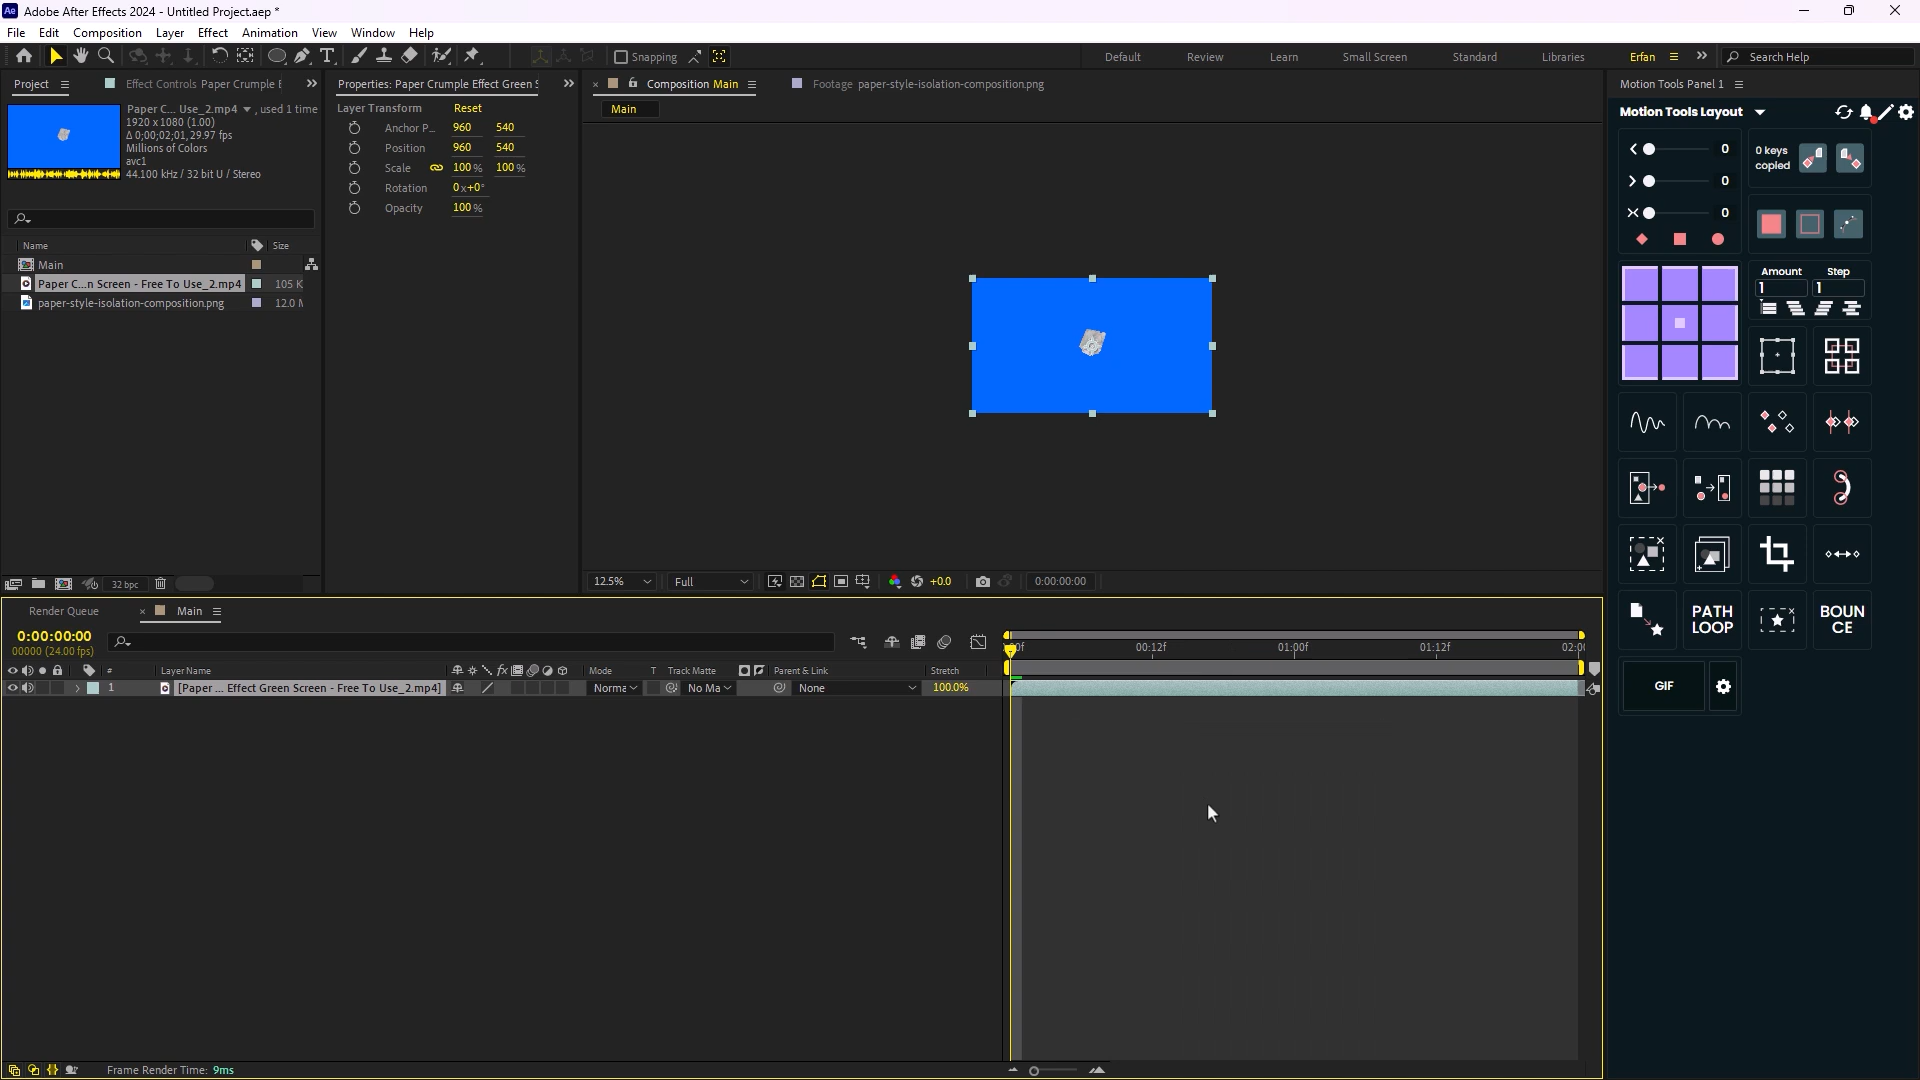 Ae Adobe After Effects 2024 - Untitled Project.aep *
File Edit Composition Layer Effect Animation View Window Help
Snapping Default Review Learn Small Screen Standard Libraries Erfan Search Help
Project Effect Controls Paper Crumple E
Properties: Paper Crumple Effect Green S
Composition Main Footage paper-style-isolation-composition.png
Motion Tools Panel 1
Paper C... Use_2.mp4 , used 1 time
1920 x 1080 (1.00)
Δ 0;00;02;01, 29.97 fps
Millions of Colors
avc1
44.100 kHz / 32 bit U / Stereo
Name Size
Main
Paper C...n Screen - Free To Use_2.mp4 105 K
paper-style-isolation-composition.png 12.0 M
32 bpc
Layer Transform Reset
Anchor P... 960 540
Position 960 540
Scale 100 % 100 %
Rotation 0x+0°
Opacity 100 %
Main
12.5% Full +0.0 0:00:00:00
Motion Tools Layout
0
0
0
0 keys
copied
Amount Step
1 1
PATH
LOOP
BOUN
CE
GIF
Render Queue Main
0:00:00:00
00000 (24.00 fps)
# Layer Name Mode T Track Matte Parent & Link Stretch
1 [Paper ... Effect Green Screen - Free To Use_2.mp4] fx Norma No Ma None 100.0%
00f 00:12f 01:00f 01:12f 02:00
Frame Render Time: 9ms